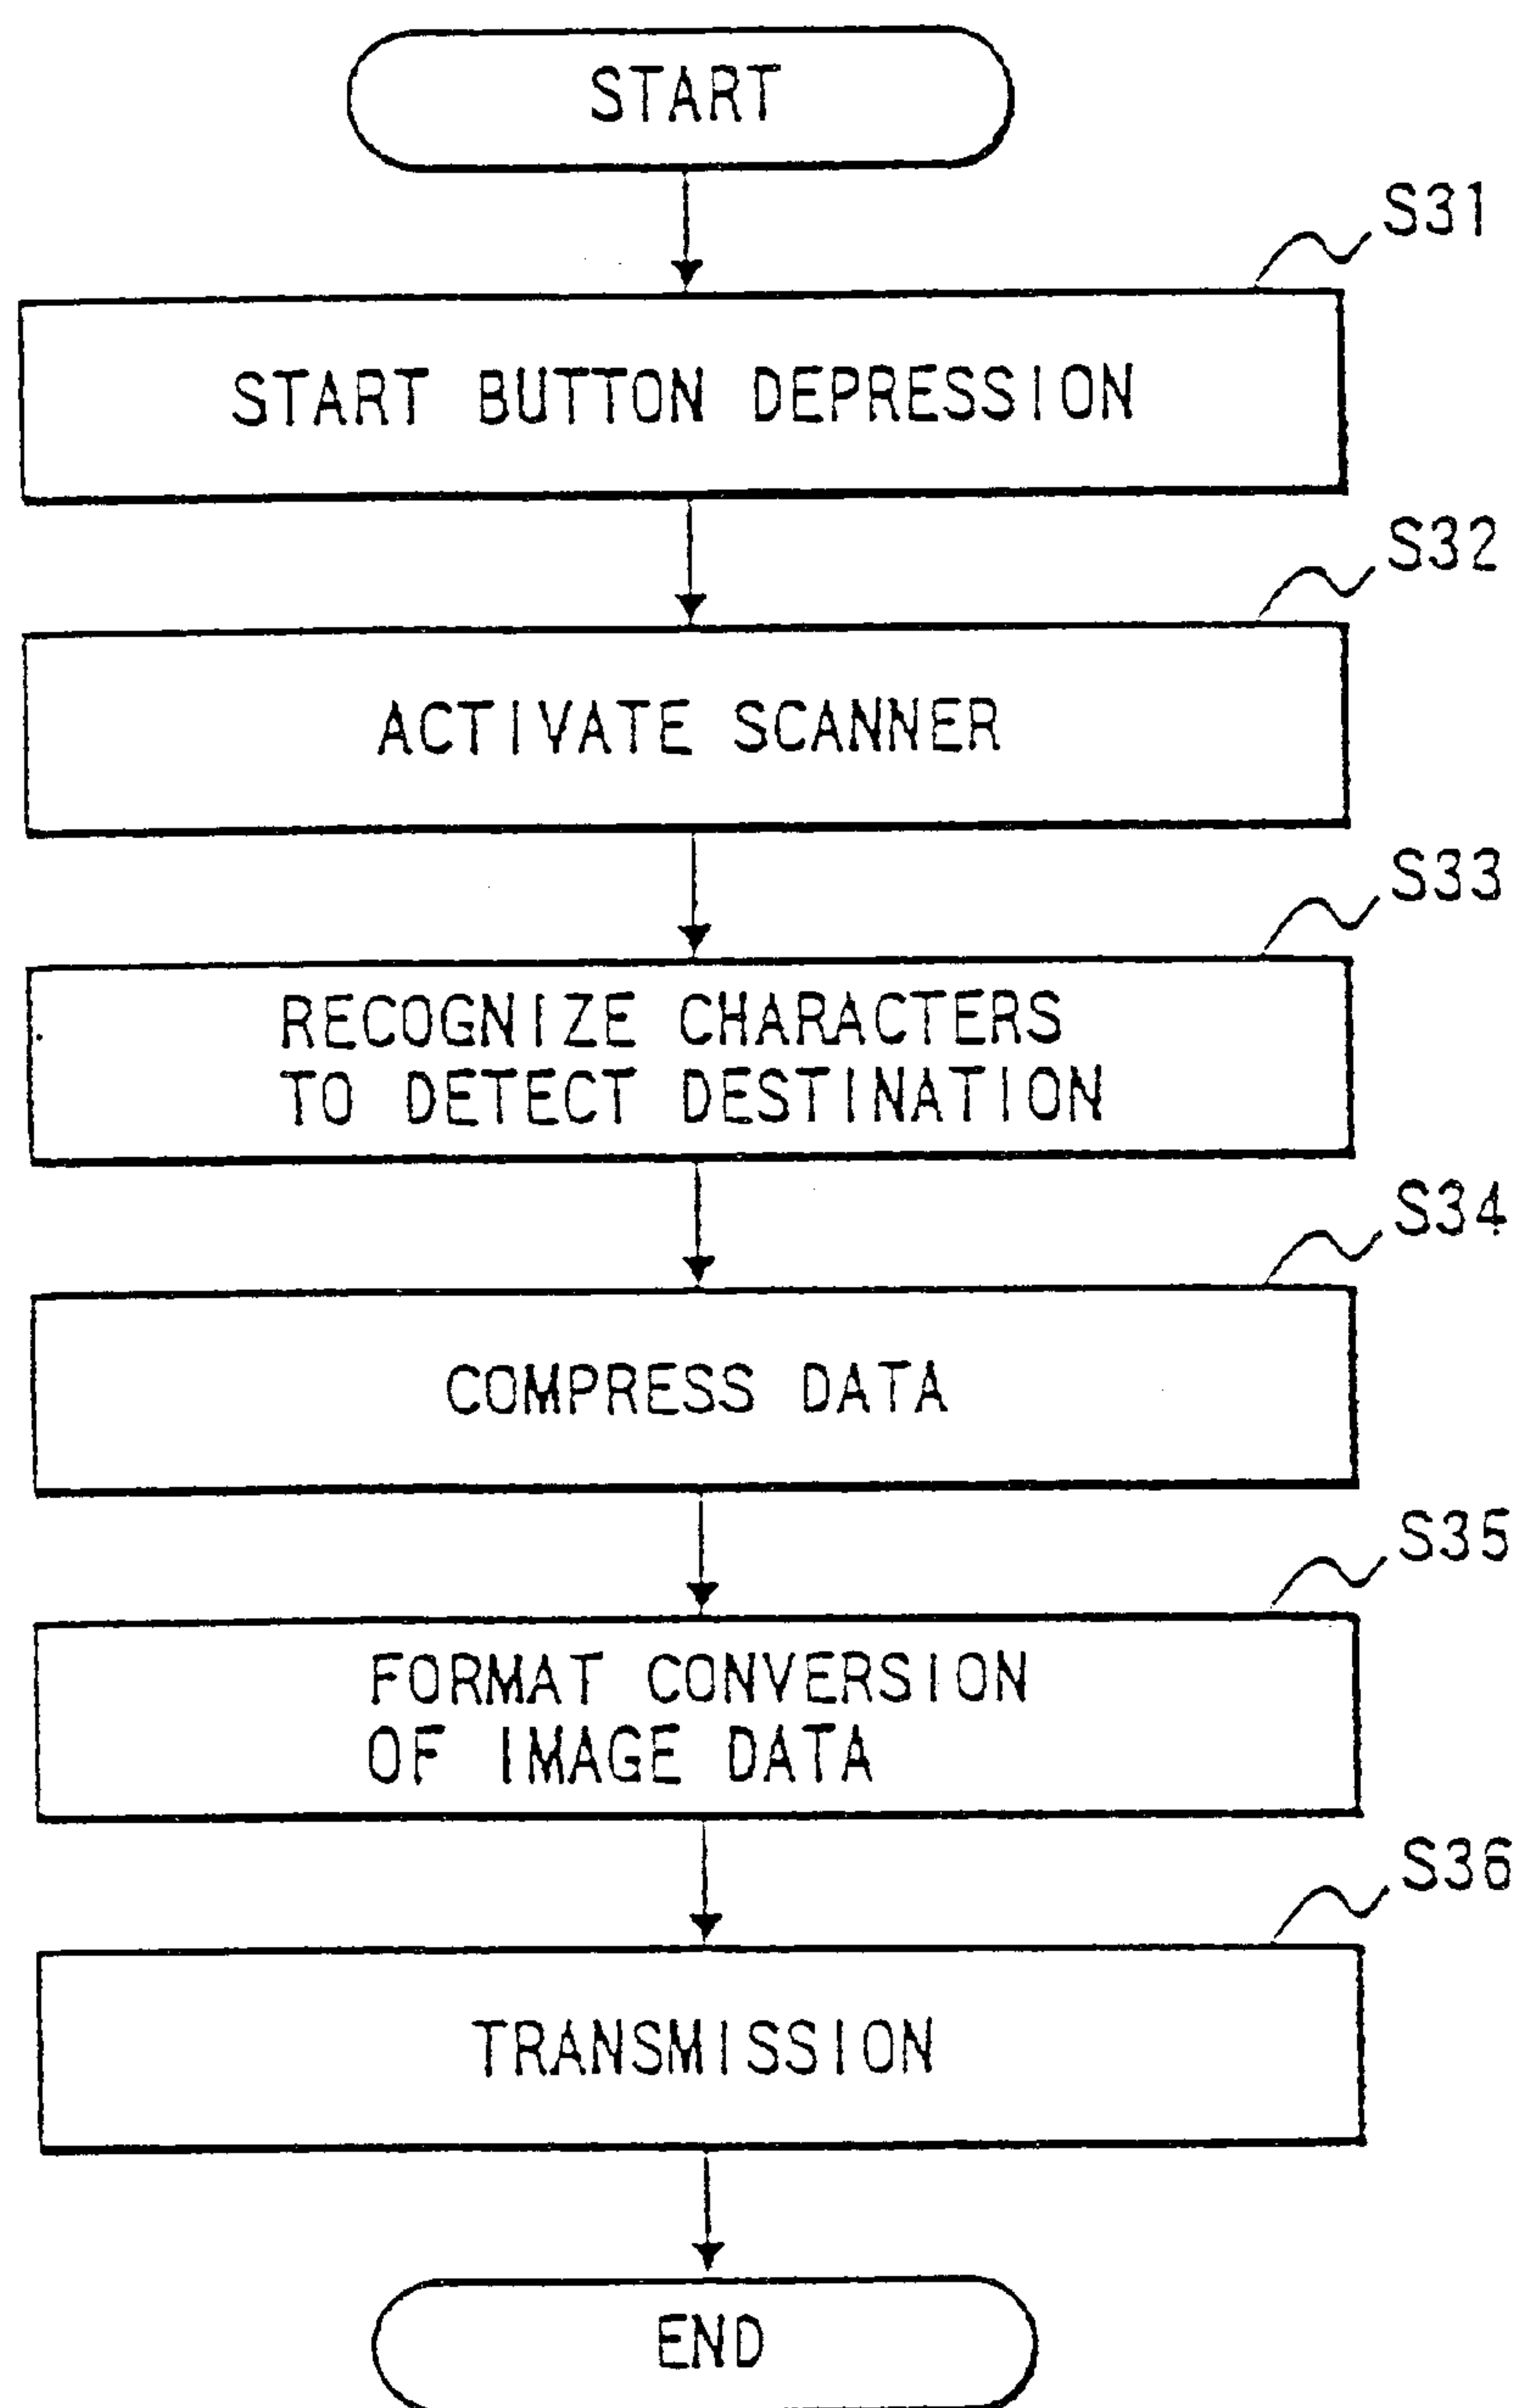 START
S31
START BUTTON DEPRESSION
S32
ACTIVATE SCANNER
S33
RECOGNIZE CHARACTERS
TO DETECT DESTINATION
S34
COMPRESS DATA
S35
FORMAT CONVERSION
OF IMAGE DATA
S36
TRANSMISSION
END